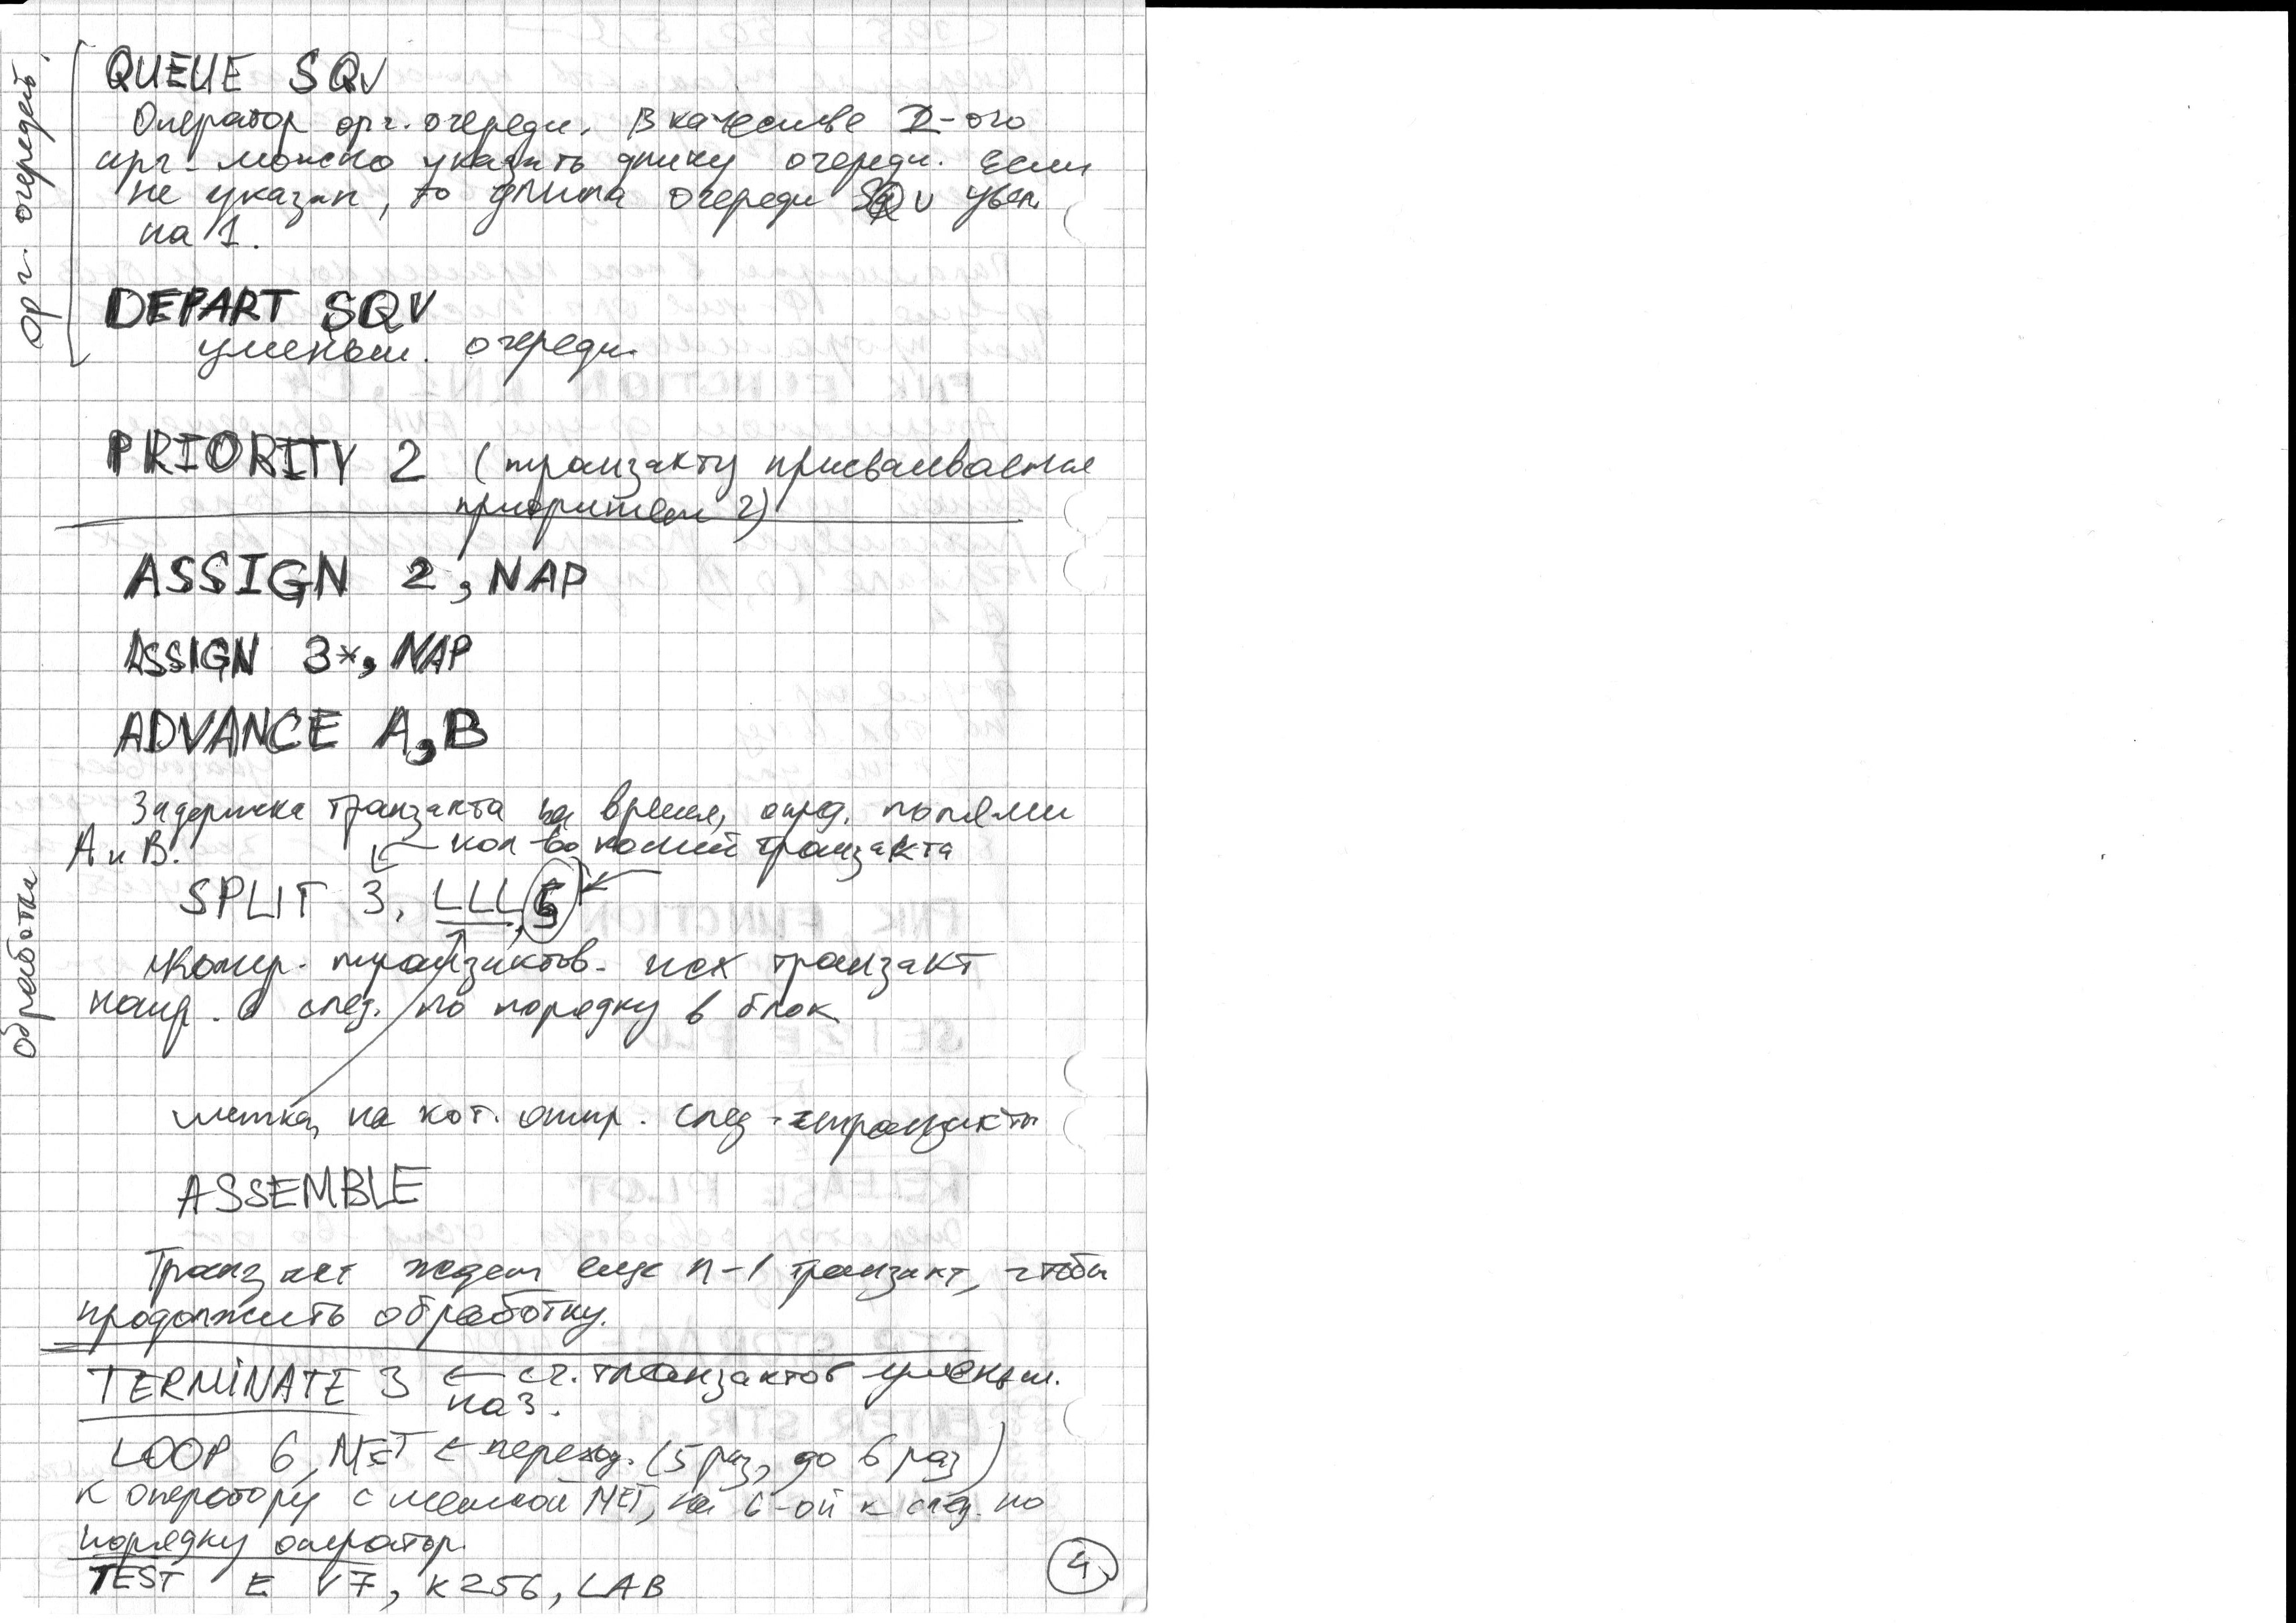 орг. очередей.
QUEUE SQV
Оператор орг. очереди. В качестве 2-ого
арг. можно указать длину очереди. Если
не указан, то длина очереди SQV увел.
на 1.
DEPART SQV
уменьш. очереди.
PRIORITY 2 (транзакту присваивается
приоритет 2)
ASSIGN 2, NAP
ASSIGN 3*, NAP
ADVANCE A,B
Задержка транзакта на время, опред. полями
А и В.
кол-во копий транзакта
обработка
SPLIT 3, LLL,5
копир. транзактов. исх транзакт
напр. в след. по порядку в блок
метка, на кот. отпр. след. транзакты
ASSEMBLE
Транзакт ждет еще n-1 транзакт, чтобы
продолжить обработку.
TERMINATE 3 ← сч. транзактов уменьш.
на 3.
LOOP 6, MET ← переход. (5 раз, до 6 раз)
к оператору с меткой MET, на 6-ой к след. по
порядку оператор.
TEST E V7, K256, LAB
4